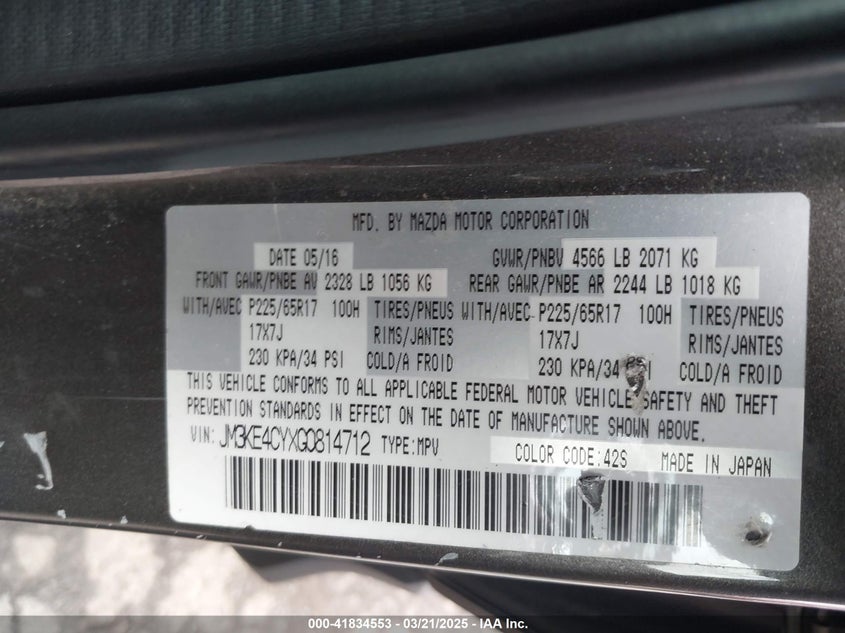 MFD. BY MAZDA MOTOR CORPORATION
DATE 05/16 GVWR/PNBV 4566 LB 2071 KG
FRONT GAWR/PNBE AV 2328 LB 1056 KG REAR GAWR/PNBE AR 2244 LB 1018 KG
WITH/AVEC P225/65R17 100H TIRES/PNEUS WITH/AVEC P225/65R17 100H TIRES/PNEUS
17X7J RIMS/JANTES 17X7J RIMS/JANTES
230 KPA/34 PSI COLD/A FROID 230 KPA/34 PSI COLD/A FROID
THIS VEHICLE CONFORMS TO ALL APPLICABLE FEDERAL MOTOR VEHICLE SAFETY AND THEFT
PREVENTION STANDARDS IN EFFECT ON THE DATE OF MANUFACTURE SHOWN ABOVE.
VIN: JM3KE4CYXG0814712 TYPE:MPV
COLOR CODE:42S MADE IN JAPAN
000-41834553 - 03/21/2025 - IAA Inc.